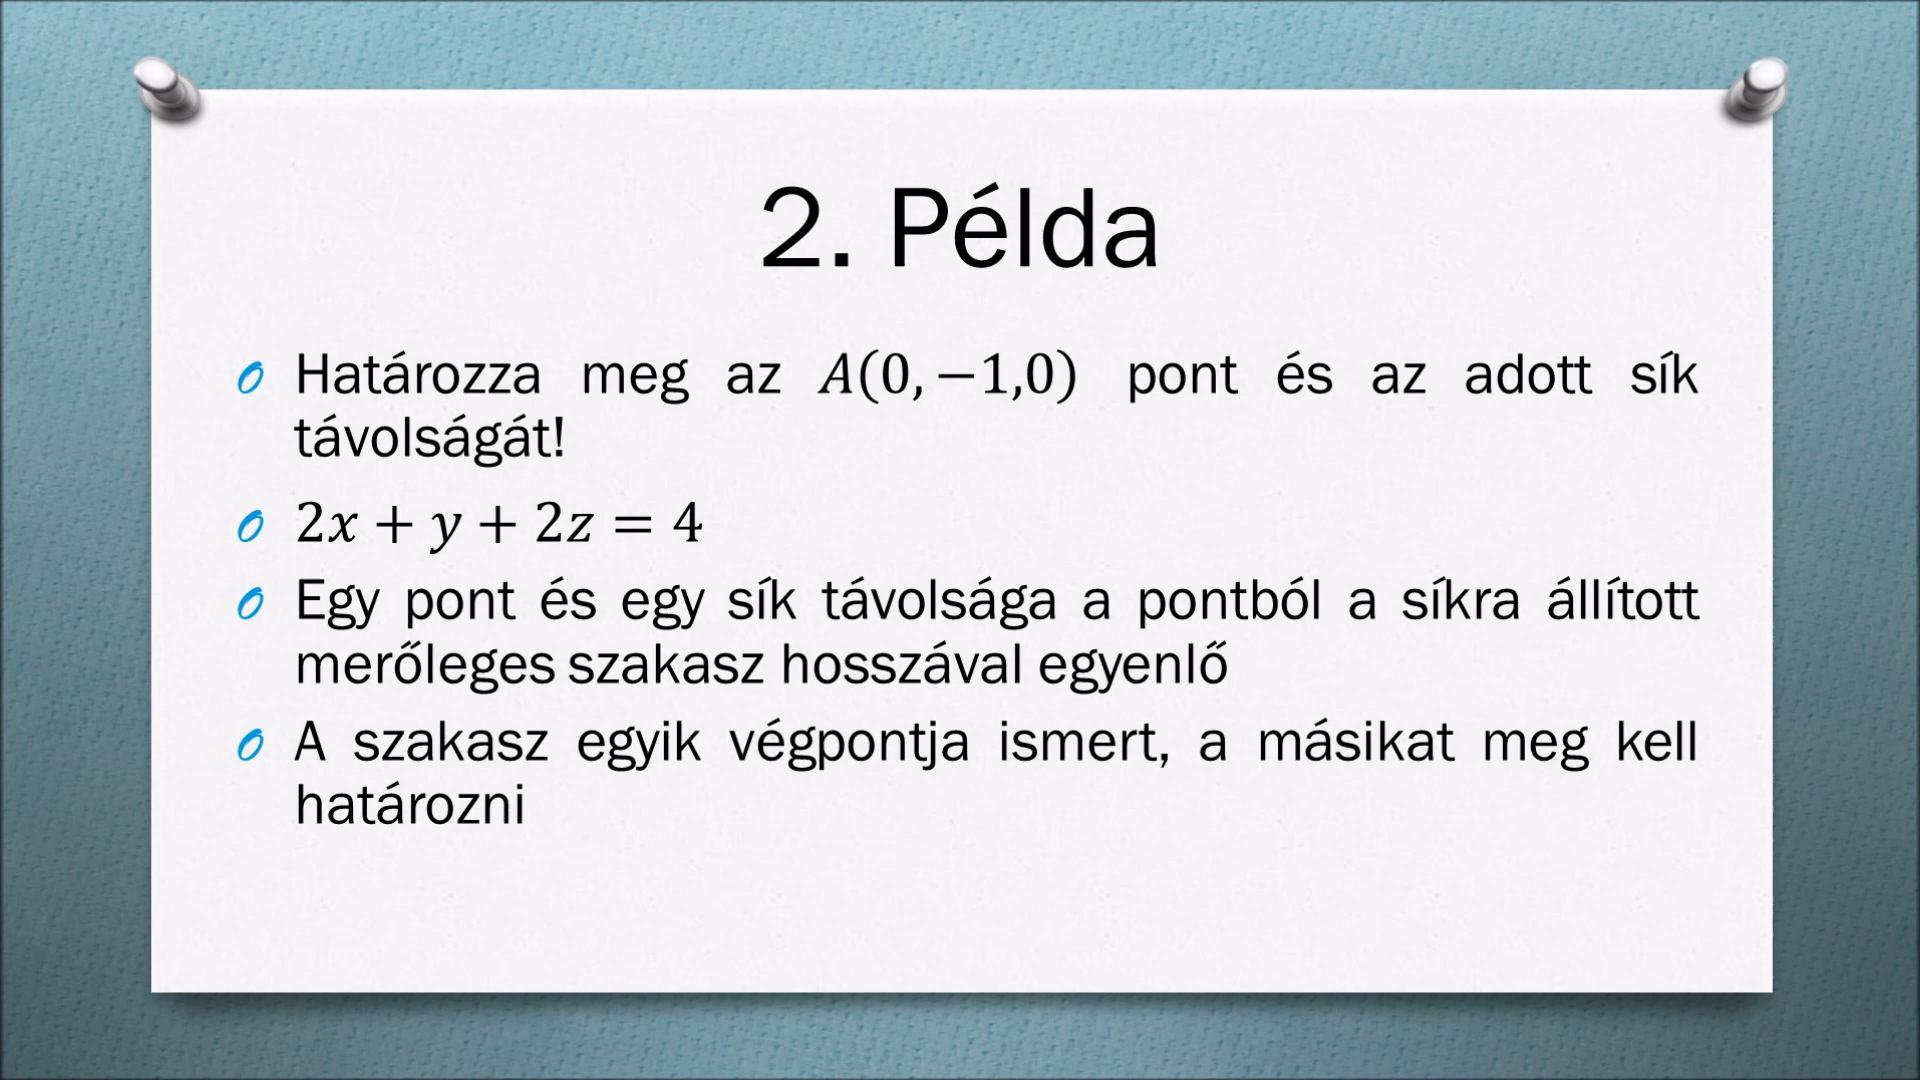 2. Példa
Határozza meg az A(0, −1,0) pont és az adott sík
távolságát!
2x + y + 2z = 4
Egy pont és egy sík távolsága a pontból a síkra állított
merőleges szakasz hosszával egyenlő
A szakasz egyik végpontja ismert, a másikat meg kell
határozni